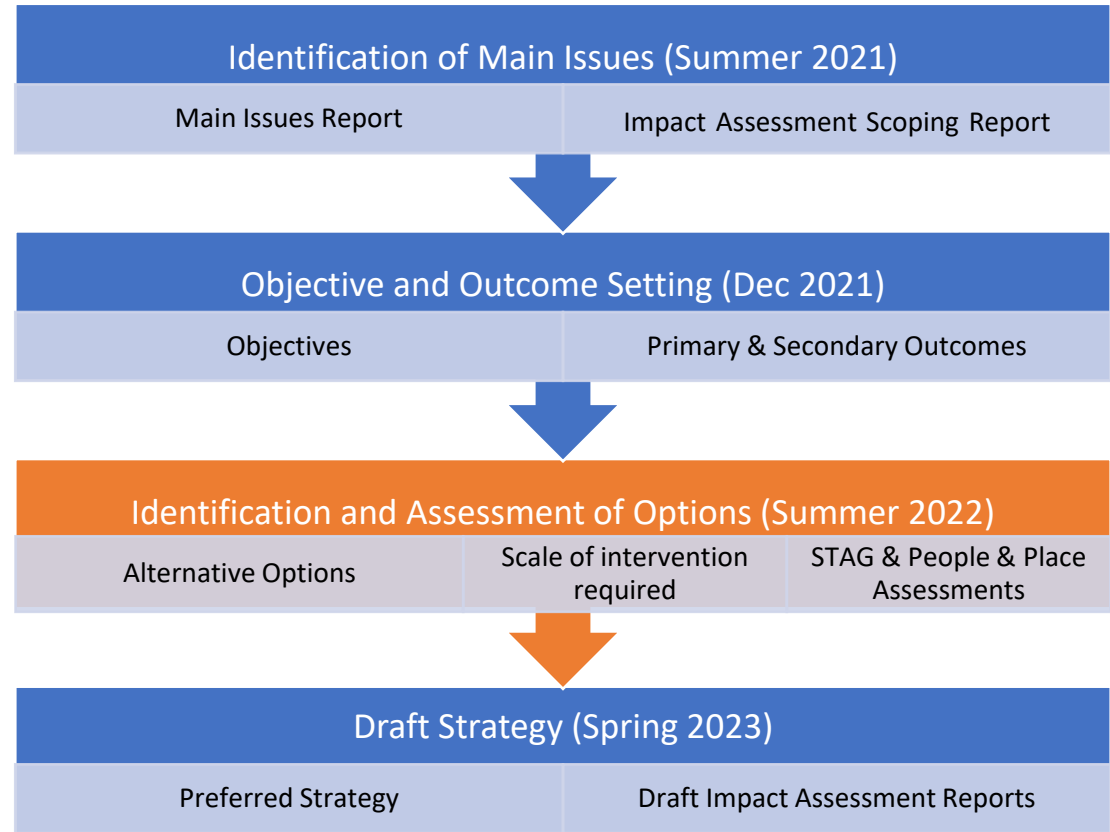 Identification of Main Issues (Summer 2021)
Main Issues Report
Impact Assessment Scoping Report
Objective and Outcome Setting (Dec 2021)
Objectives
Primary & Secondary Outcomes
Identification and Assessment of Options (Summer 2022)
Alternative Options
Scale of intervention
required
STAG & People & Place
Assessments
Draft Strategy (Spring 2023)
Preferred Strategy
Draft Impact Assessment Reports